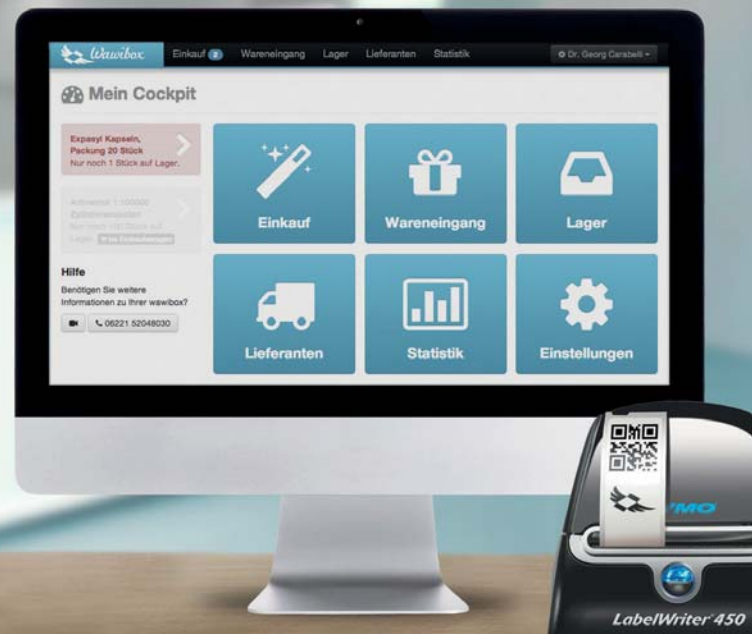 Wawibox Einkauf 2 Wareneingang Lager Lieferanten Statistik Dr. Georg Carabelli
Mein Cockpit
Expasyl Kapseln,
Packung 20 Stück
Nur noch 1 Stück auf Lager.
Einkauf
Wareneingang
Lager
Hilfe
Benötigen Sie weitere
Informationen zu Ihrer wawibox?
06221 52048030
Lieferanten
Statistik
Einstellungen
YMO
LabelWriter 450